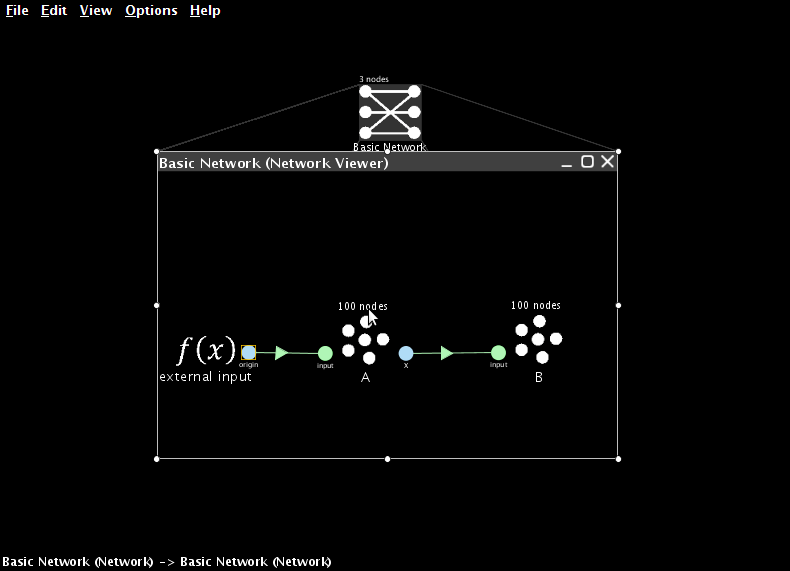 File Edit View Options Help
3 nodes
Basic Network
Basic Network (Network Viewer)
100 nodes
100 nodes
f(x)
origin
input
X
input
external input
A
B
Basic Network (Network) -> Basic Network (Network)